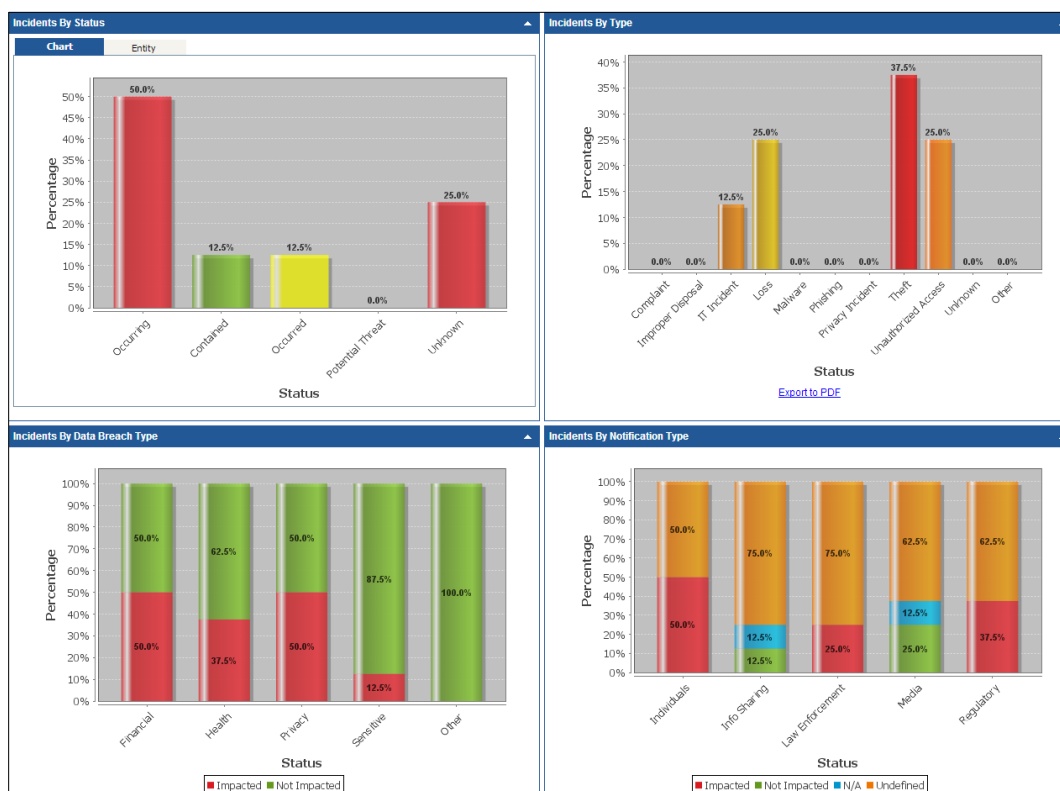 Incidents By Status
Chart
Entity
Percentage
50%
45%
40%
35%
30%
25%
20%
15%
10%
5%
0%
50.0%
12.5%
12.5%
0.0%
25.0%
Occurring
Contained
Occurred
Potential Threat
Unknown
Status
Incidents By Type
Percentage
40%
35%
30%
25%
20%
15%
10%
5%
0%
0.0%
0.0%
12.5%
25.0%
0.0%
0.0%
0.0%
37.5%
25.0%
0.0%
0.0%
Complaint
Improper Disposal
IT Incident
Loss
Malware
Phishing
Privacy Incident
Theft
Unauthorized Access
Unknown
Other
Status
Export to PDF
Incidents By Data Breach Type
Percentage
100%
90%
80%
70%
60%
50%
40%
30%
20%
10%
0%
50.0%
62.5%
50.0%
87.5%
100.0%
50.0%
37.5%
50.0%
12.5%
Financial
Health
Privacy
Sensitive
Other
Status
Impacted Not Impacted
Incidents By Notification Type
Percentage
100%
90%
80%
70%
60%
50%
40%
30%
20%
10%
0%
50.0%
75.0%
75.0%
62.5%
62.5%
50.0%
12.5%
12.5%
25.0%
12.5%
25.0%
37.5%
Individuals
Info Sharing
Law Enforcement
Media
Regulatory
Status
Impacted Not Impacted N/A Undefined